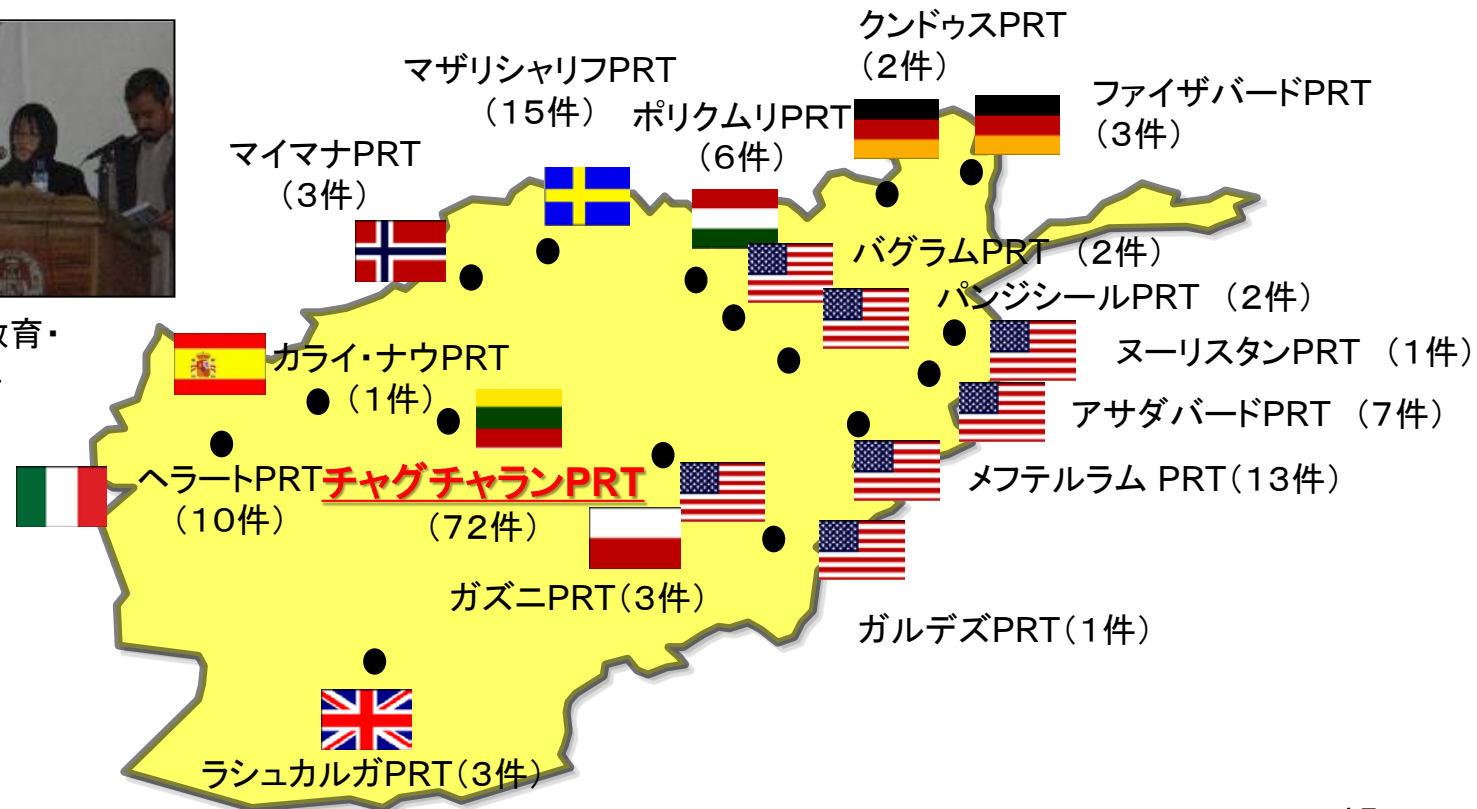 クンドゥスPRT
（２件）
マザリシャリフPRT
（１５件）
ポリクムリPRT
（６件）
ファイザバードPRT
（３件）
マイマナPRT
（３件）
バグラムPRT （２件）
パンジシールPRT （２件）
ヌーリスタンPRT （１件）
カライ・ナウPRT
（１件）
アサダバードPRT （７件）
ヘラートPRT
（１０件）
チャグチャランPRT
（７２件）
メフテルラム PRT（１３件）
ガズニPRT（３件）
ガルデズPRT（１件）
ラシュカルガPRT（３件）
育・